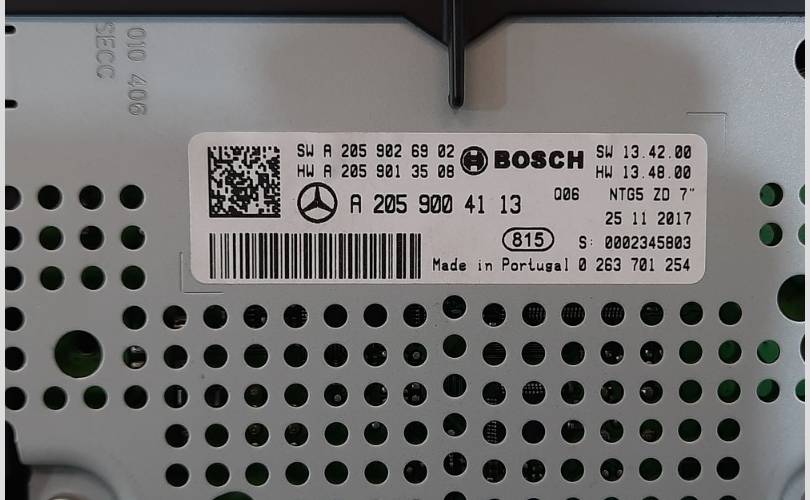 010 406
SECC
SW A 205 902 69 02
HW A 205 901 35 08
BOSCH
SW 13.42.00
HW 13.48.00
A 205 900 41 13
Q06
NTG5 ZD 7"
25 11 2017
815
S: 0002345803
Made in Portugal 0 263 701 254